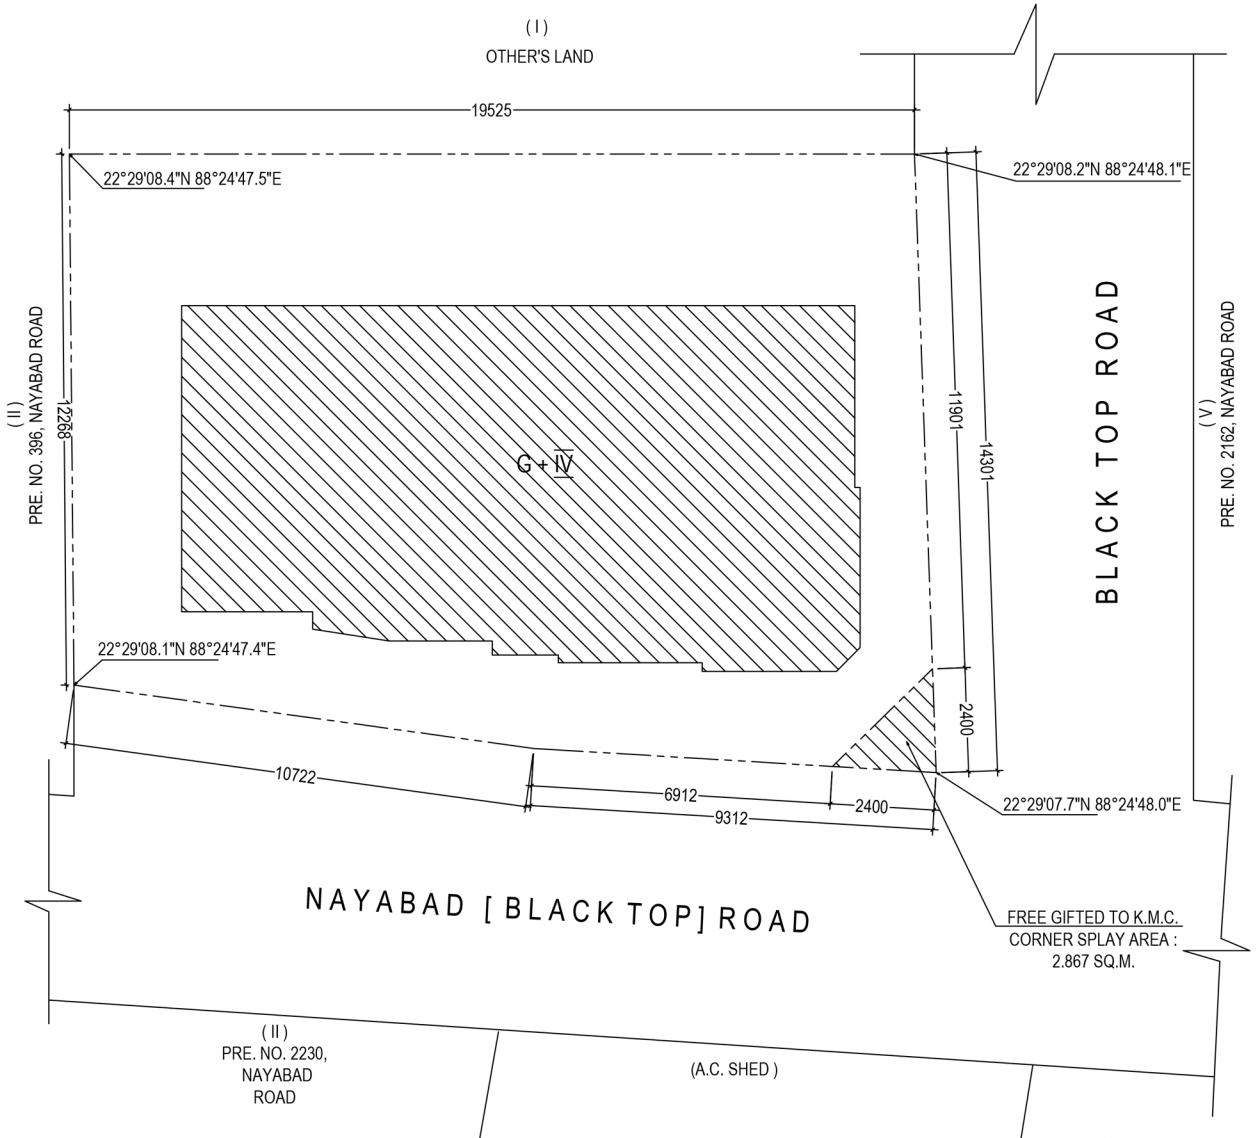 ( I )
OTHER'S LAND
19525
22°29'08.4"N 88°24'47.5"E
22°29'08.2"N 88°24'48.1"E
( II )
PRE. NO. 396, NAYABAD ROAD
12268
G + IV
11901
14301
BLACK TOP ROAD
( V )
PRE. NO. 2162, NAYABAD ROAD
22°29'08.1"N 88°24'47.4"E
2400
10722
6912
2400
9312
22°29'07.7"N 88°24'48.0"E
NAYABAD [ BLACK TOP] ROAD
FREE GIFTED TO K.M.C.
CORNER SPLAY AREA :
2.867 SQ.M.
( II )
PRE. NO. 2230,
NAYABAD
ROAD
(A.C. SHED )